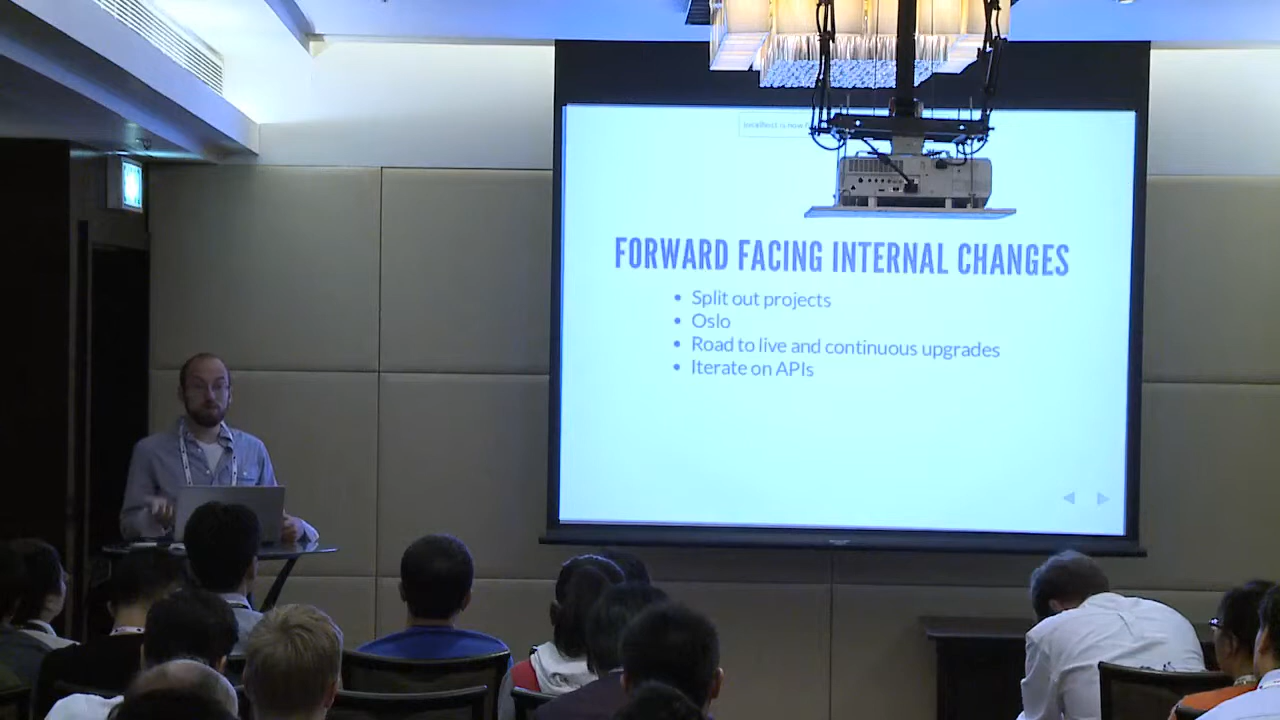 FORWARD FACING INTERNAL CHANGES
Split out projects
Oslo
Road to live and continuous upgrades
Iterate on APIs